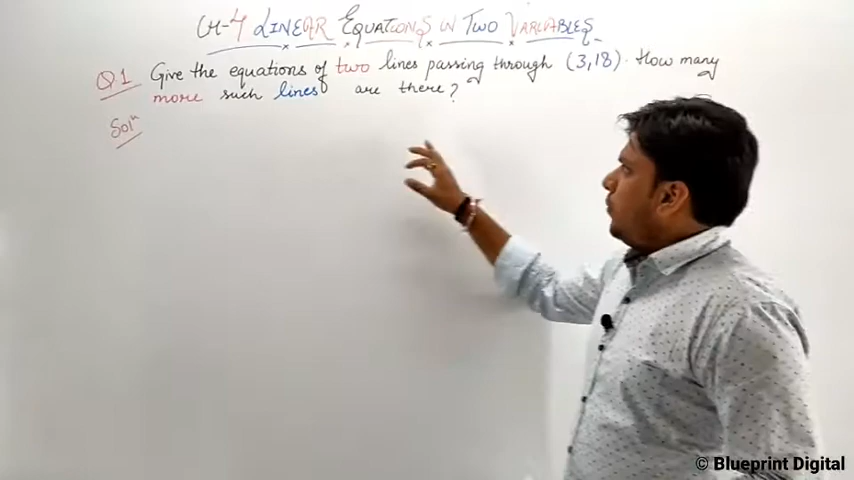 CH-4 LINEAR EQUATIONS IN TWO VARIABLES
Q.1 Give the equations of two lines passing through (3,18). How many
more such lines are there?
Solⁿ
© Blueprint Digital